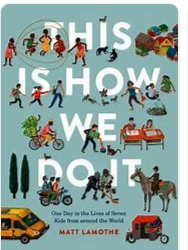 THIS
IS HOW
WE
DO IT
One Day in the Lives of Seven
Kids from around the World
MATT LAMOTHE